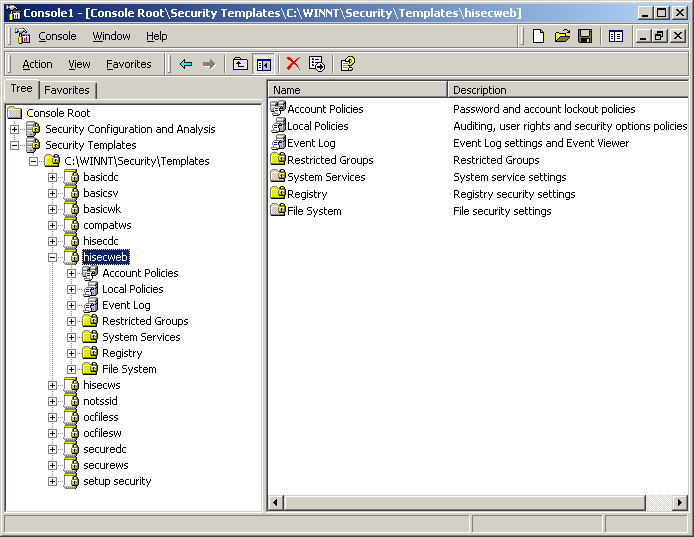 Console1 - [Console Root\Security Templates\C:\WINNT\Security\Templates\hisecweb]
Console Window Help
Action View Favorites
Tree Favorites
Console Root
Security Configuration and Analysis
Security Templates
C:\WINNT\Security\Templates
basicdc
basicsv
basicwk
compatws
hisecdc
hisecweb
Account Policies
Local Policies
Event Log
Restricted Groups
System Services
Registry
File System
hisecws
notssid
ocfiless
ocfilesw
securedc
securews
setup security
Name Description
Account Policies Password and account lockout policies
Local Policies Auditing, user rights and security options policies
Event Log Event Log settings and Event Viewer
Restricted Groups Restricted Groups
System Services System service settings
Registry Registry security settings
File System File security settings